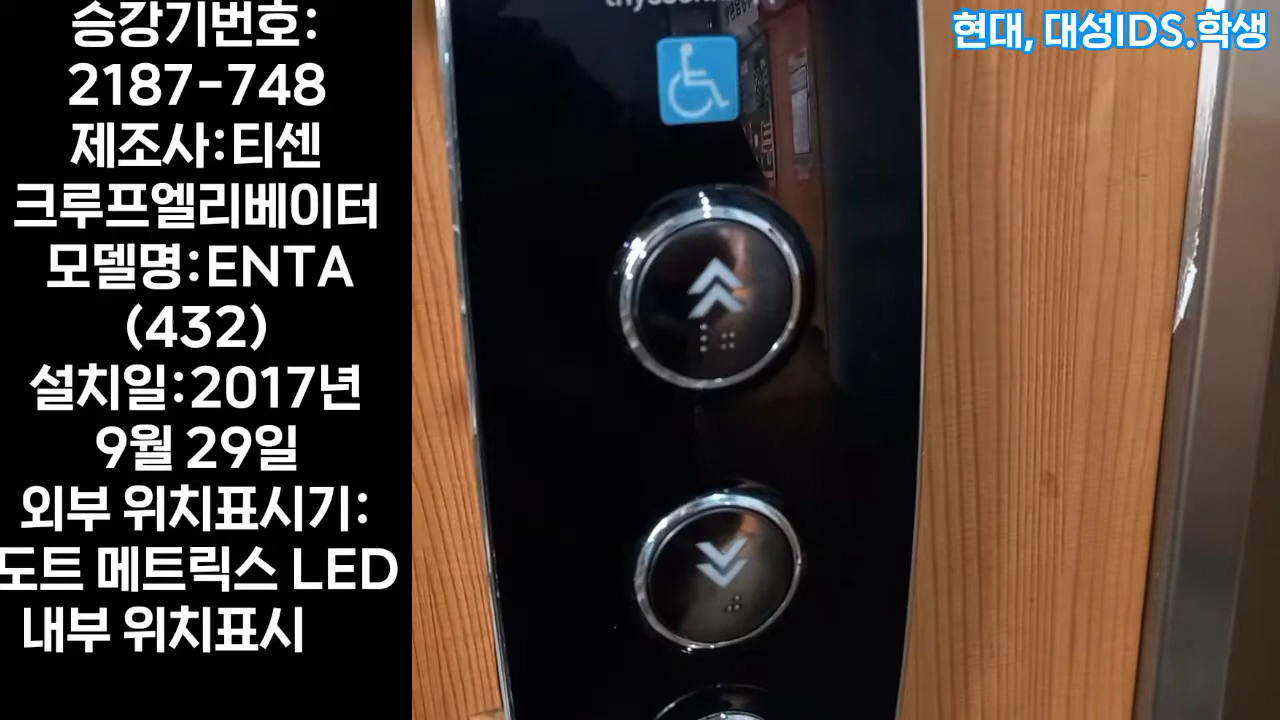 승강기번호:
2187-748
제조사:티센
크루프엘리베이터
모델명:ENTA
(432)
설치일:2017년
9월 29일
외부 위치표시기:
도트 메트릭스 LED
내부 위치표시
현대, 대성IDS.학생